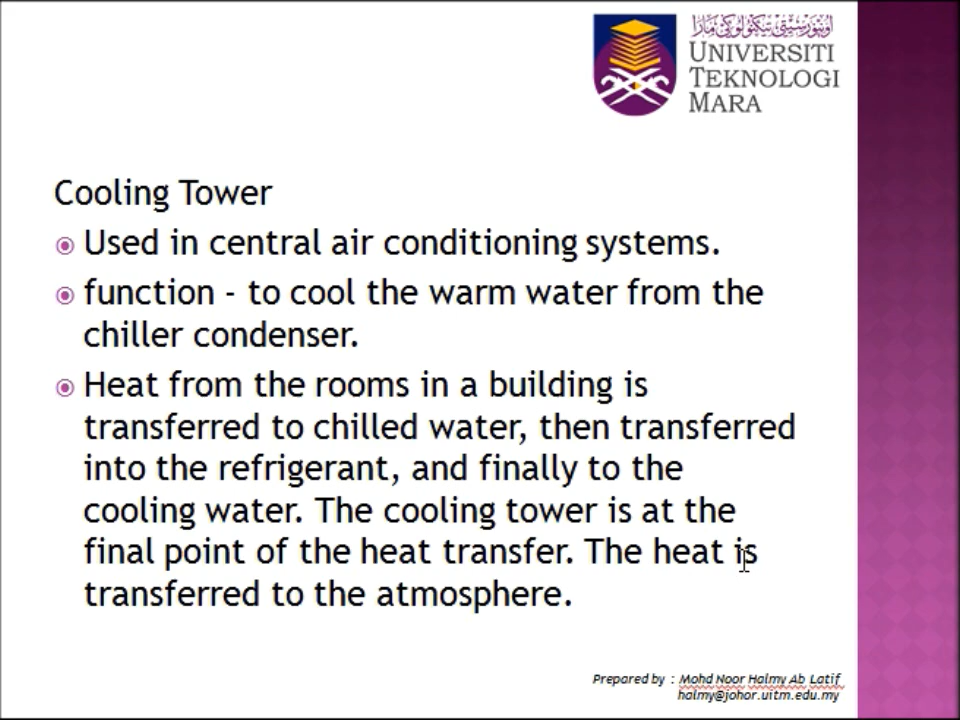 اونيۏرسيتي تيكنولوݢي مارا
UNIVERSITI
TEKNOLOGI
MARA
Cooling Tower
Used in central air conditioning systems.
function - to cool the warm water from the
chiller condenser.
Heat from the rooms in a building is
transferred to chilled water, then transferred
into the refrigerant, and finally to the
cooling water. The cooling tower is at the
final point of the heat transfer. The heat is
transferred to the atmosphere.
Prepared by : Mohd Noor Halmy Ab Latif
halmy@johor.uitm.edu.my